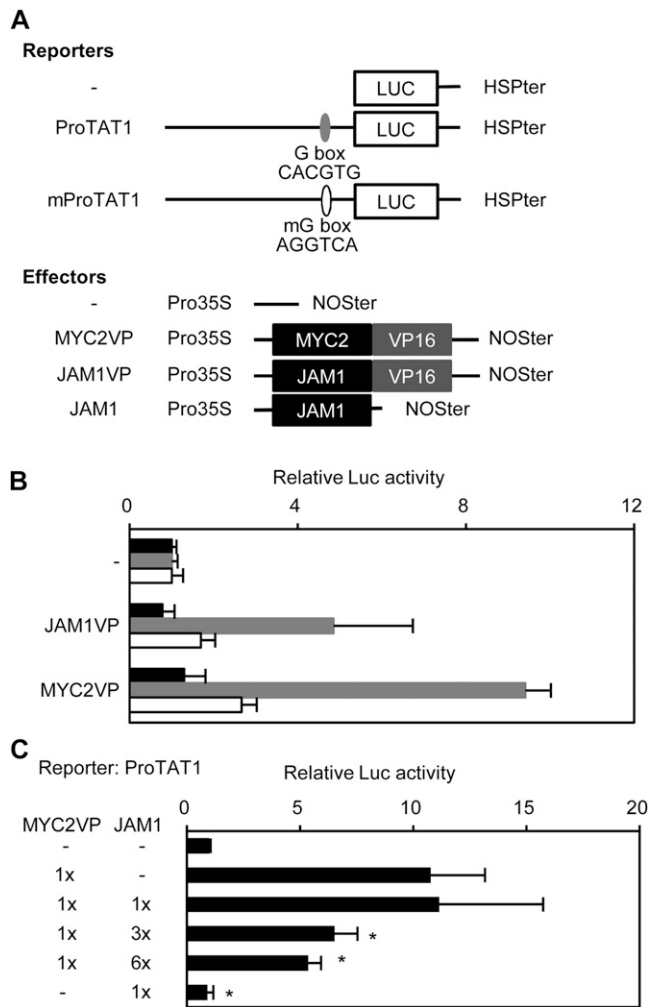 A
Reporters
- LUC HSPter
ProTAT1 LUC HSPter
G box
CACGTG
mProTAT1 LUC HSPter
mG box
AGGTCA
Effectors
- Pro35S NOSter
MYC2VP Pro35S MYC2 VP16 NOSter
JAM1VP Pro35S JAM1 VP16 NOSter
JAM1 Pro35S JAM1 NOSter
B
Relative Luc activity
0 4 8 12
-
JAM1VP
MYC2VP
C
Reporter: ProTAT1 Relative Luc activity
0 5 10 15 20
MYC2VP JAM1
- -
1x -
1x 1x
1x 3x *
1x 6x *
- 1x *